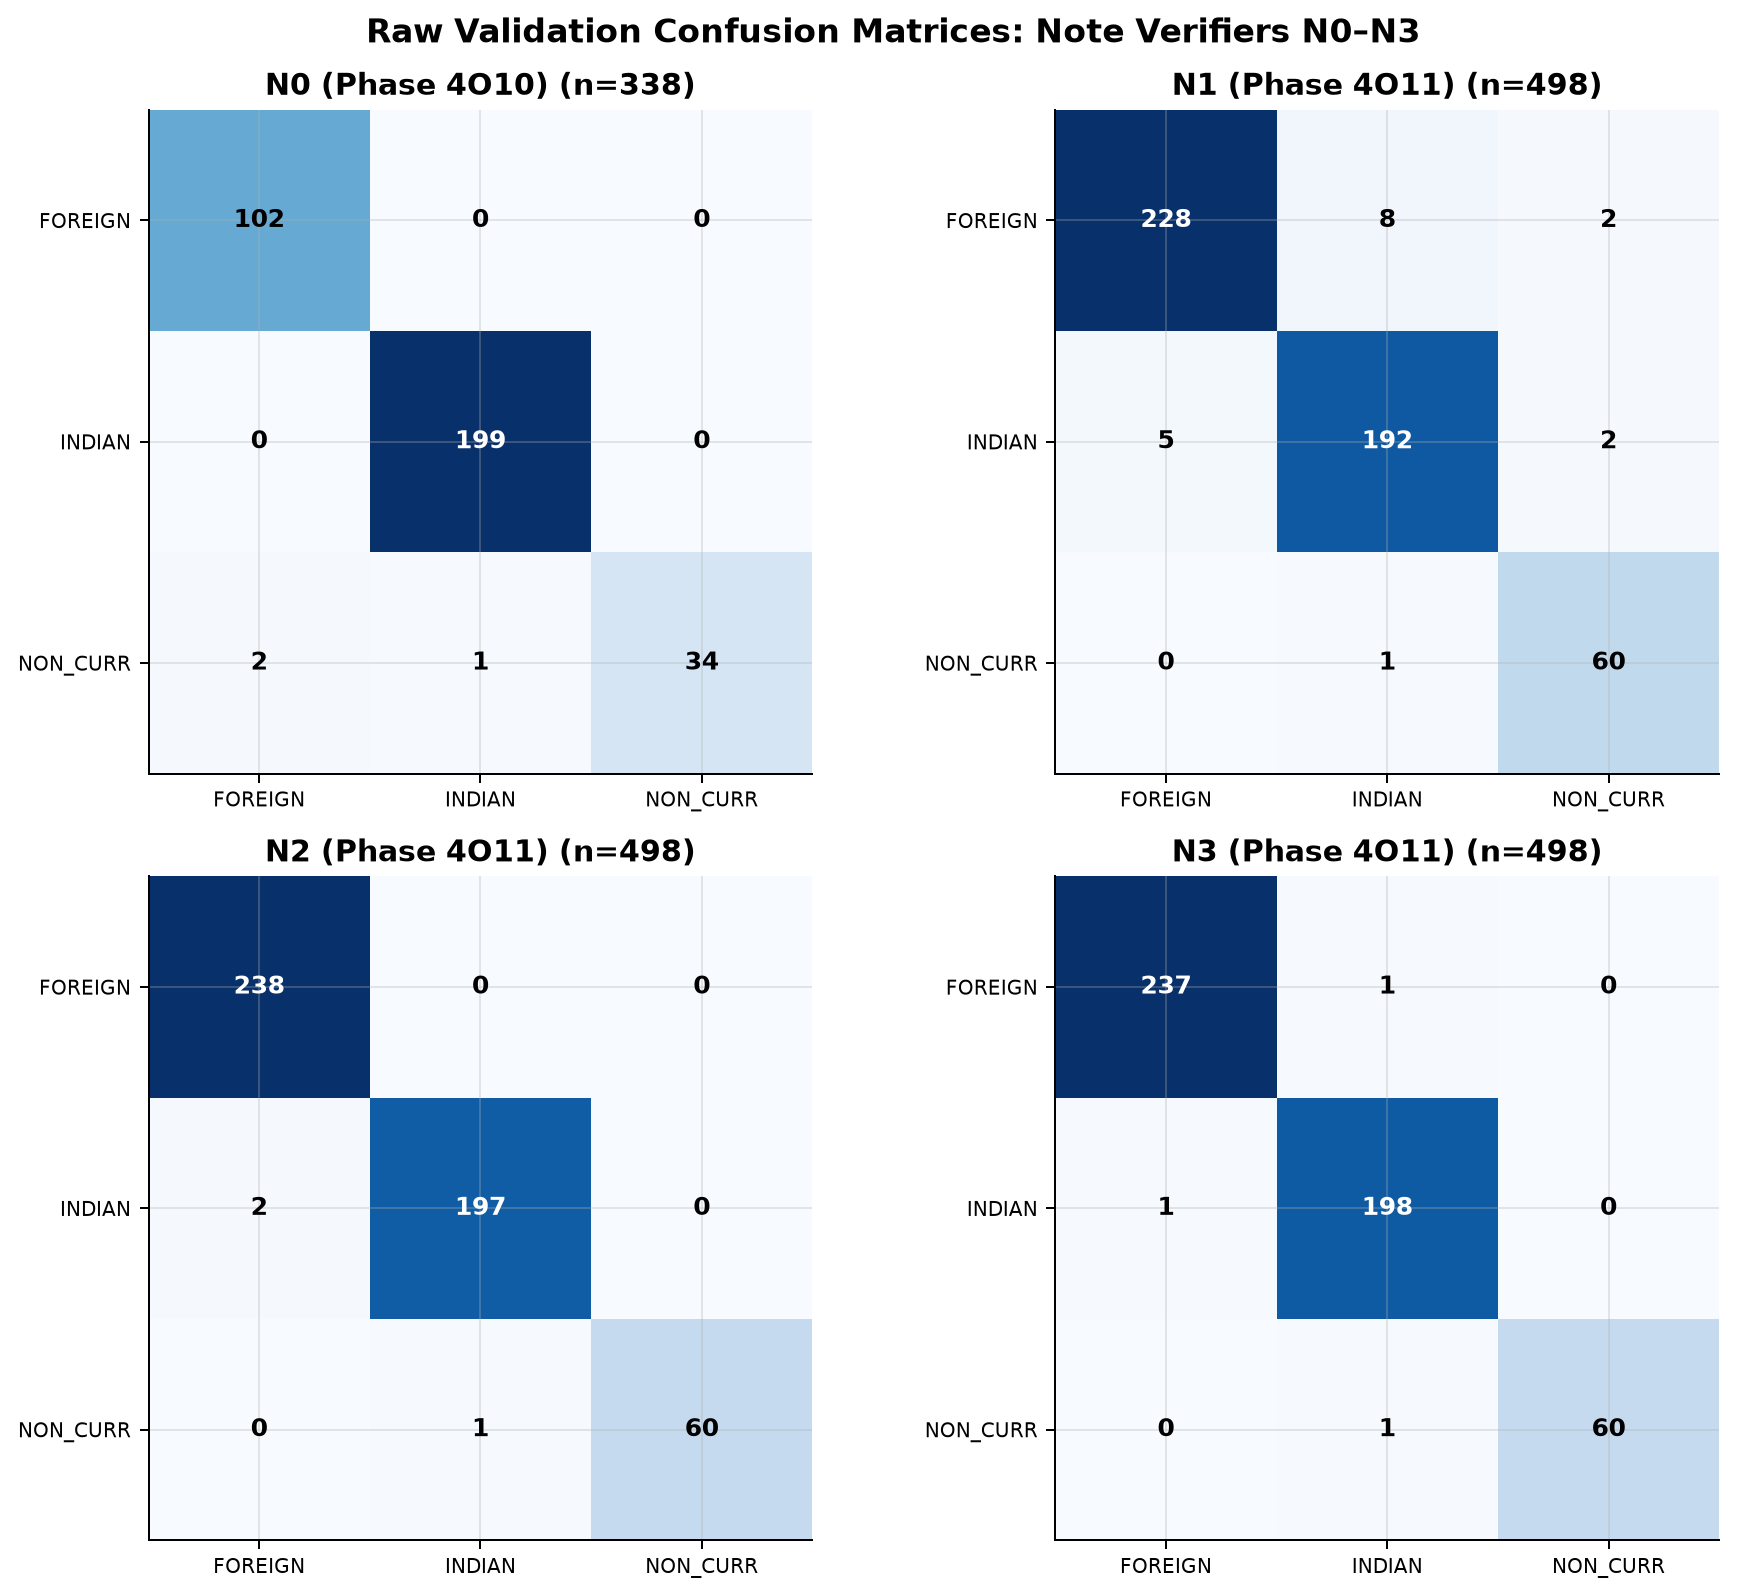 Raw Validation Confusion Matrices: Note Verifiers N0–N3
N0 (Phase 4O10) (n=338)
FOREIGN 102 0 0
INDIAN 0 199 0
NON_CURR 2 1 34
FOREIGN INDIAN NON_CURR
N1 (Phase 4O11) (n=498)
FOREIGN 228 8 2
INDIAN 5 192 2
NON_CURR 0 1 60
FOREIGN INDIAN NON_CURR
N2 (Phase 4O11) (n=498)
FOREIGN 238 0 0
INDIAN 2 197 0
NON_CURR 0 1 60
FOREIGN INDIAN NON_CURR
N3 (Phase 4O11) (n=498)
FOREIGN 237 1 0
INDIAN 1 198 0
NON_CURR 0 1 60
FOREIGN INDIAN NON_CURR